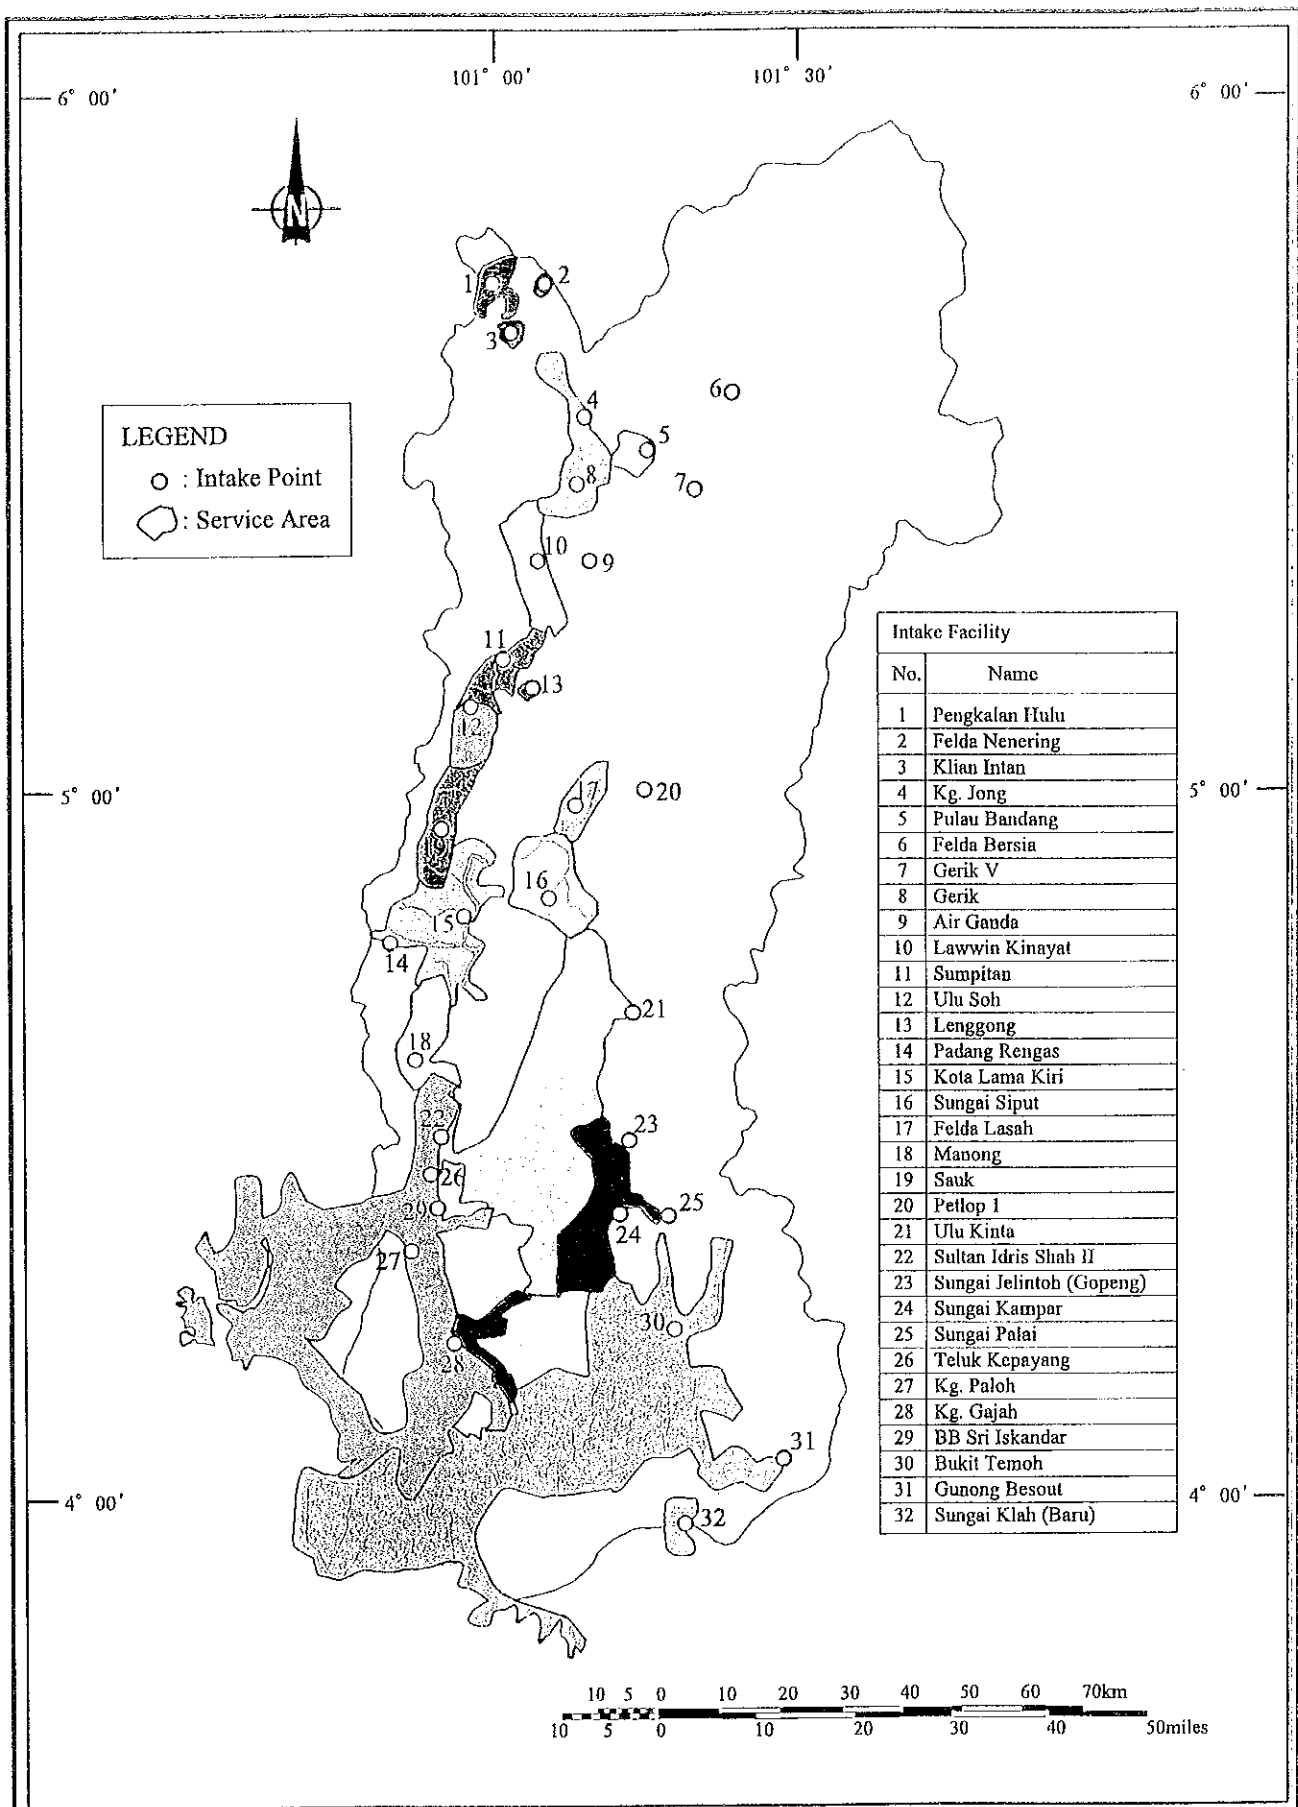 101° 00' 101° 30'
6° 00' 6° 00'
N
1 2
3
4
6
5
8 7
10 9
11
13
12
17 20
19
16
15
14
21
18
22 23
26
29 24 25
27
30
28
31
32
LEGEND
: Intake Point
: Service Area
5° 00' 5° 00'
4° 00' 4° 00'
Intake Facility
No. Name
1 Pengkalan Hulu
2 Felda Nenering
3 Klian Intan
4 Kg. Jong
5 Pulau Bandang
6 Felda Bersia
7 Gerik V
8 Gerik
9 Air Ganda
10 Lawwin Kinayat
11 Sumpitan
12 Ulu Soh
13 Lenggong
14 Padang Rengas
15 Kota Lama Kiri
16 Sungai Siput
17 Felda Lasah
18 Manong
19 Sauk
20 Petlop 1
21 Ulu Kinta
22 Sultan Idris Shah II
23 Sungai Jelintoh (Gopeng)
24 Sungai Kampar
25 Sungai Palai
26 Teluk Kepayang
27 Kg. Paloh
28 Kg. Gajah
29 BB Sri Iskandar
30 Bukit Temoh
31 Gunong Besout
32 Sungai Klah (Baru)
10 5 0 10 20 30 40 50 60 70km
10 5 0 10 20 30 40 50miles